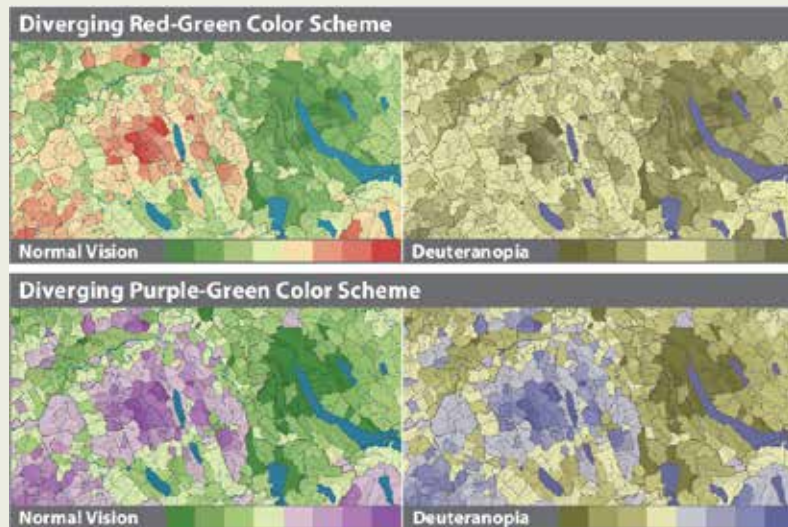 Diverging Red-Green Color Scheme
Normal Vision
Deuteranopia
Diverging Purple-Green Color Scheme
Normal Vision
Deuteranopia